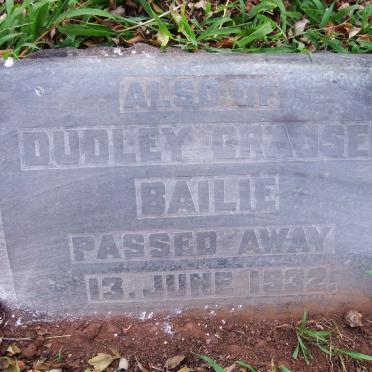 ALSO OF
DUDLEY CRAUSE
BAILIE
PASSED AWAY
13. JUNE 1932.